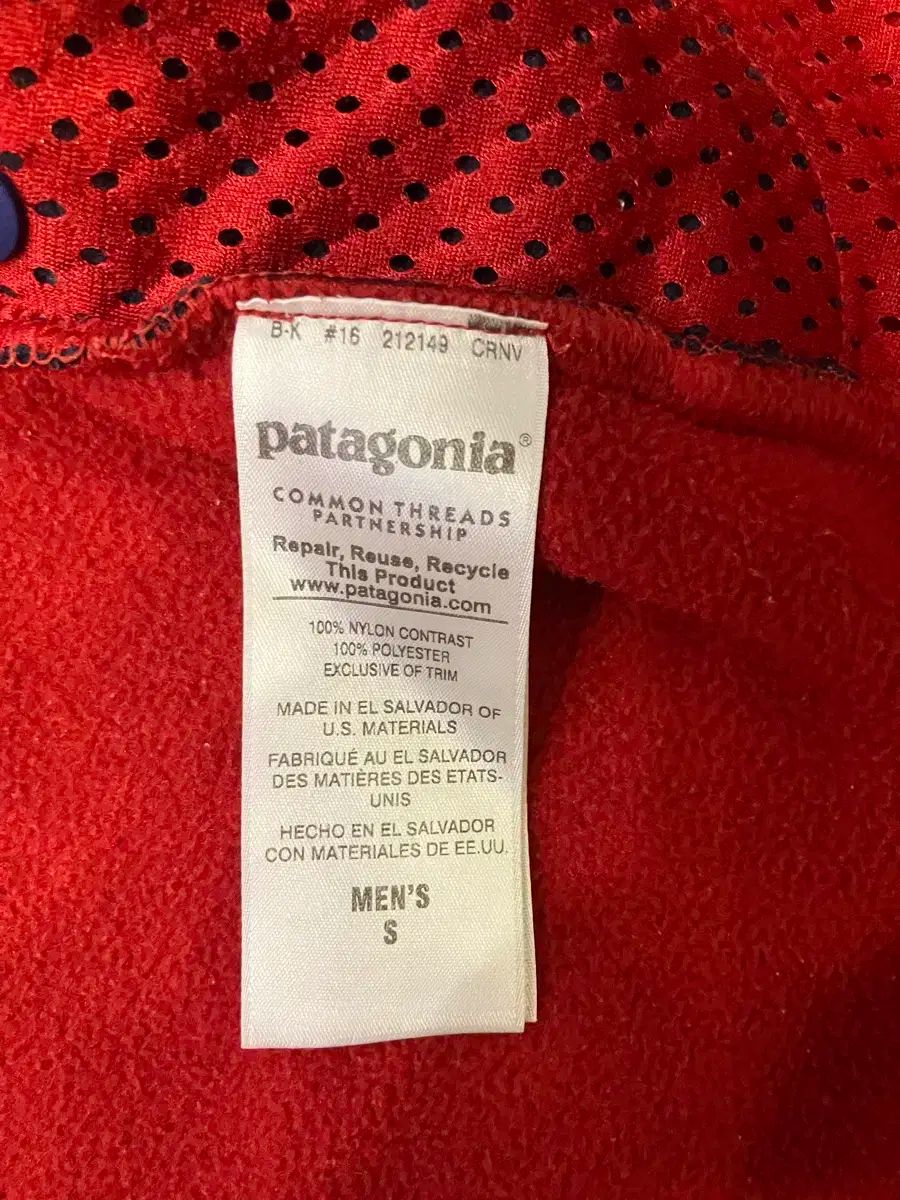 B-K #16 212149 CRNV
patagonia®
COMMON THREADS
PARTNERSHIP
Repair, Reuse, Recycle
This Product
www.patagonia.com
100% NYLON CONTRAST
100% POLYESTER
EXCLUSIVE OF TRIM
MADE IN EL SALVADOR OF
U.S. MATERIALS
FABRIQUÉ AU EL SALVADOR
DES MATIÈRES DES ETATS-
UNIS
HECHO EN EL SALVADOR
CON MATERIALES DE EE.UU.
MEN'S
S